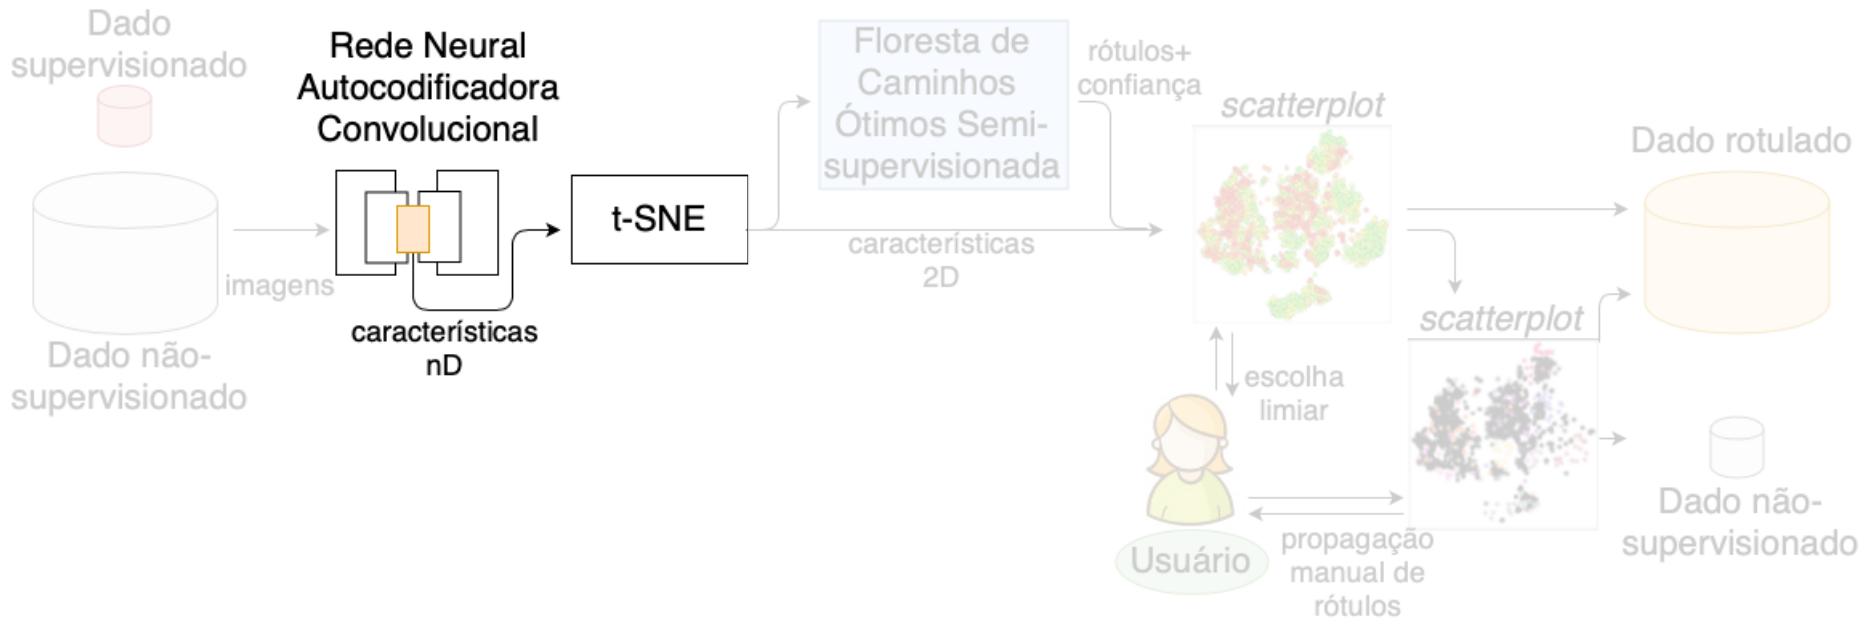 Dado
supervisionado
Rede Neural
Autocodificadora
Convolucional
Floresta de
Caminhos
Ótimos Semi-
supervisionada
rótulos+
confiança
scatterplot
Dado rotulado
t-SNE
imagens
características
nD
características
2D
Dado não-
supervisionado
scatterplot
escolha
limiar
Usuário
propagação
manual de
rótulos
Dado não-
supervisionado